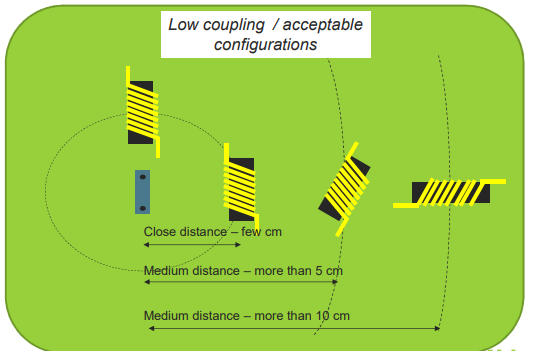 Low coupling / acceptable
configurations
Close distance – few cm
Medium distance – more than 5 cm
Medium distance – more than 10 cm